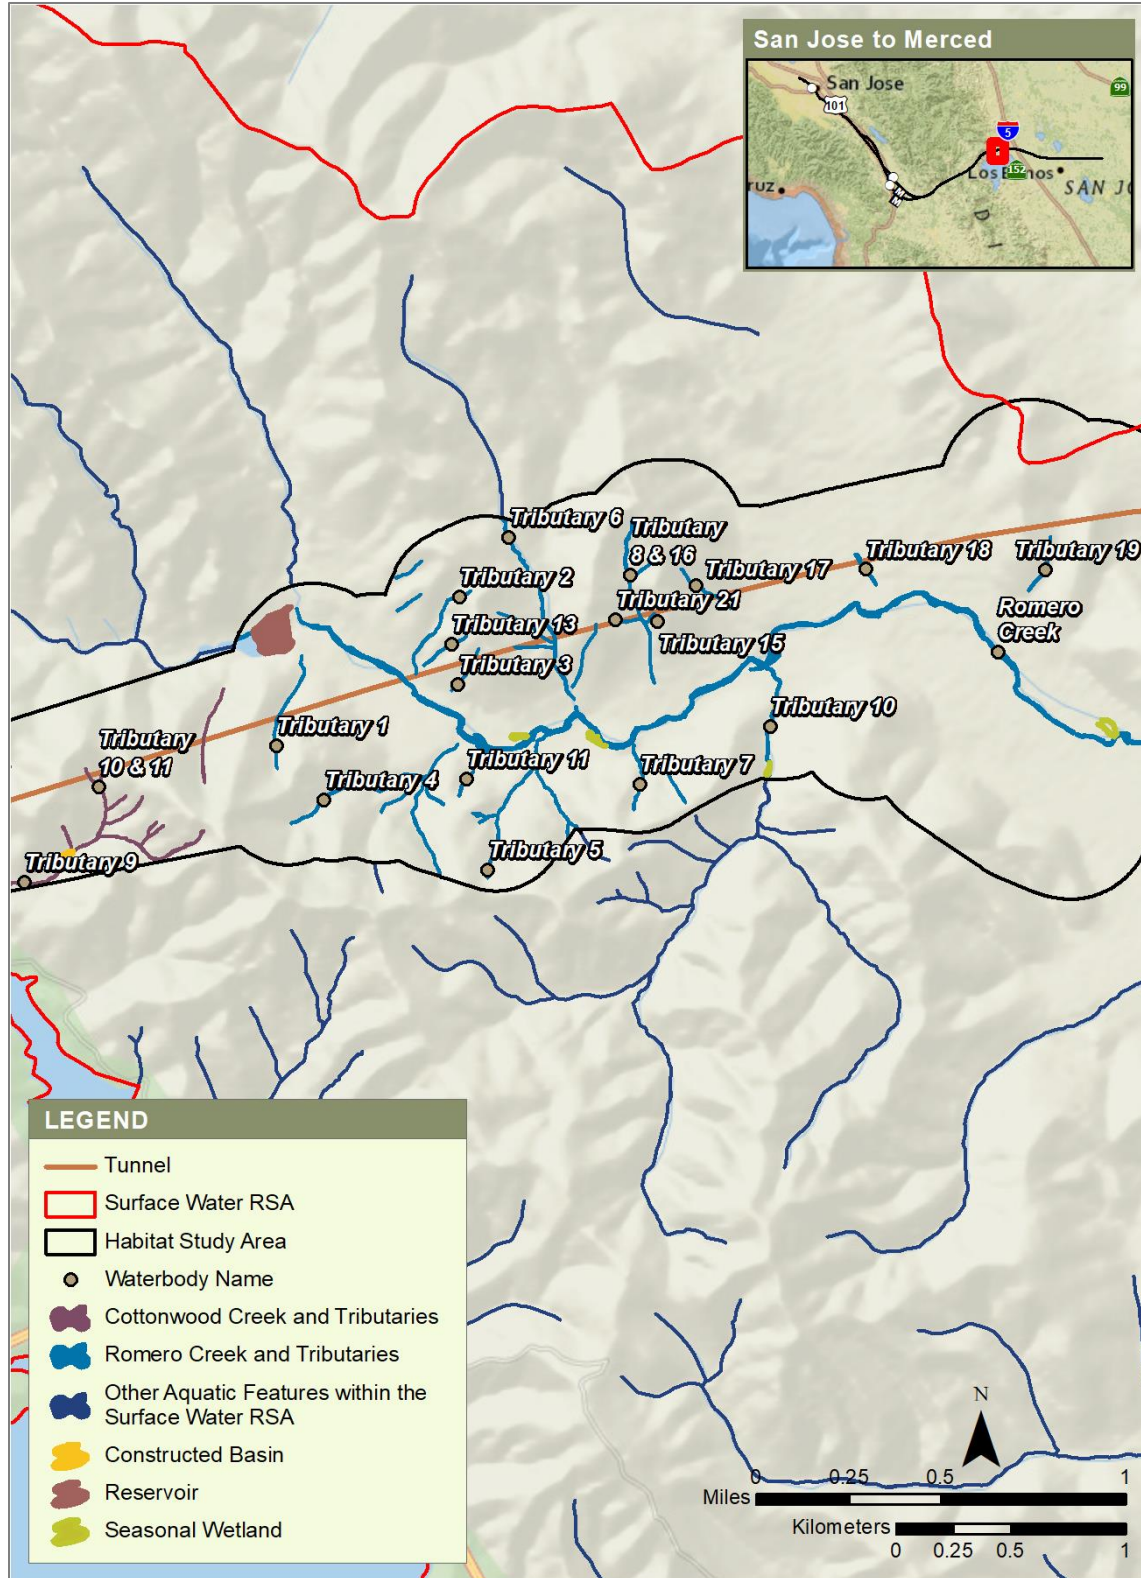 San Jose to Merced
San Jose
101
99
5
152
ruz
SAN JO
D I
Tributary 6
Tributary
8 & 16
Tributary 2
Tributary 17
Tributary 18
Tributary 19
Tributary 21
Tributary 13
Tributary 15
Romero
Creek
Tributary 3
Tributary 1
Tributary 10
Tributary
10 & 11
Tributary 4
Tributary 11
Tributary 7
Tributary 9
Tributary 5
LEGEND
Tunnel
Surface Water RSA
Habitat Study Area
Waterbody Name
Cottonwood Creek and Tributaries
Romero Creek and Tributaries
Other Aquatic Features within the
Surface Water RSA
Constructed Basin
Reservoir
Seasonal Wetland
N
0 0.25 0.5 1
Miles
Kilometers
0 0.25 0.5 1